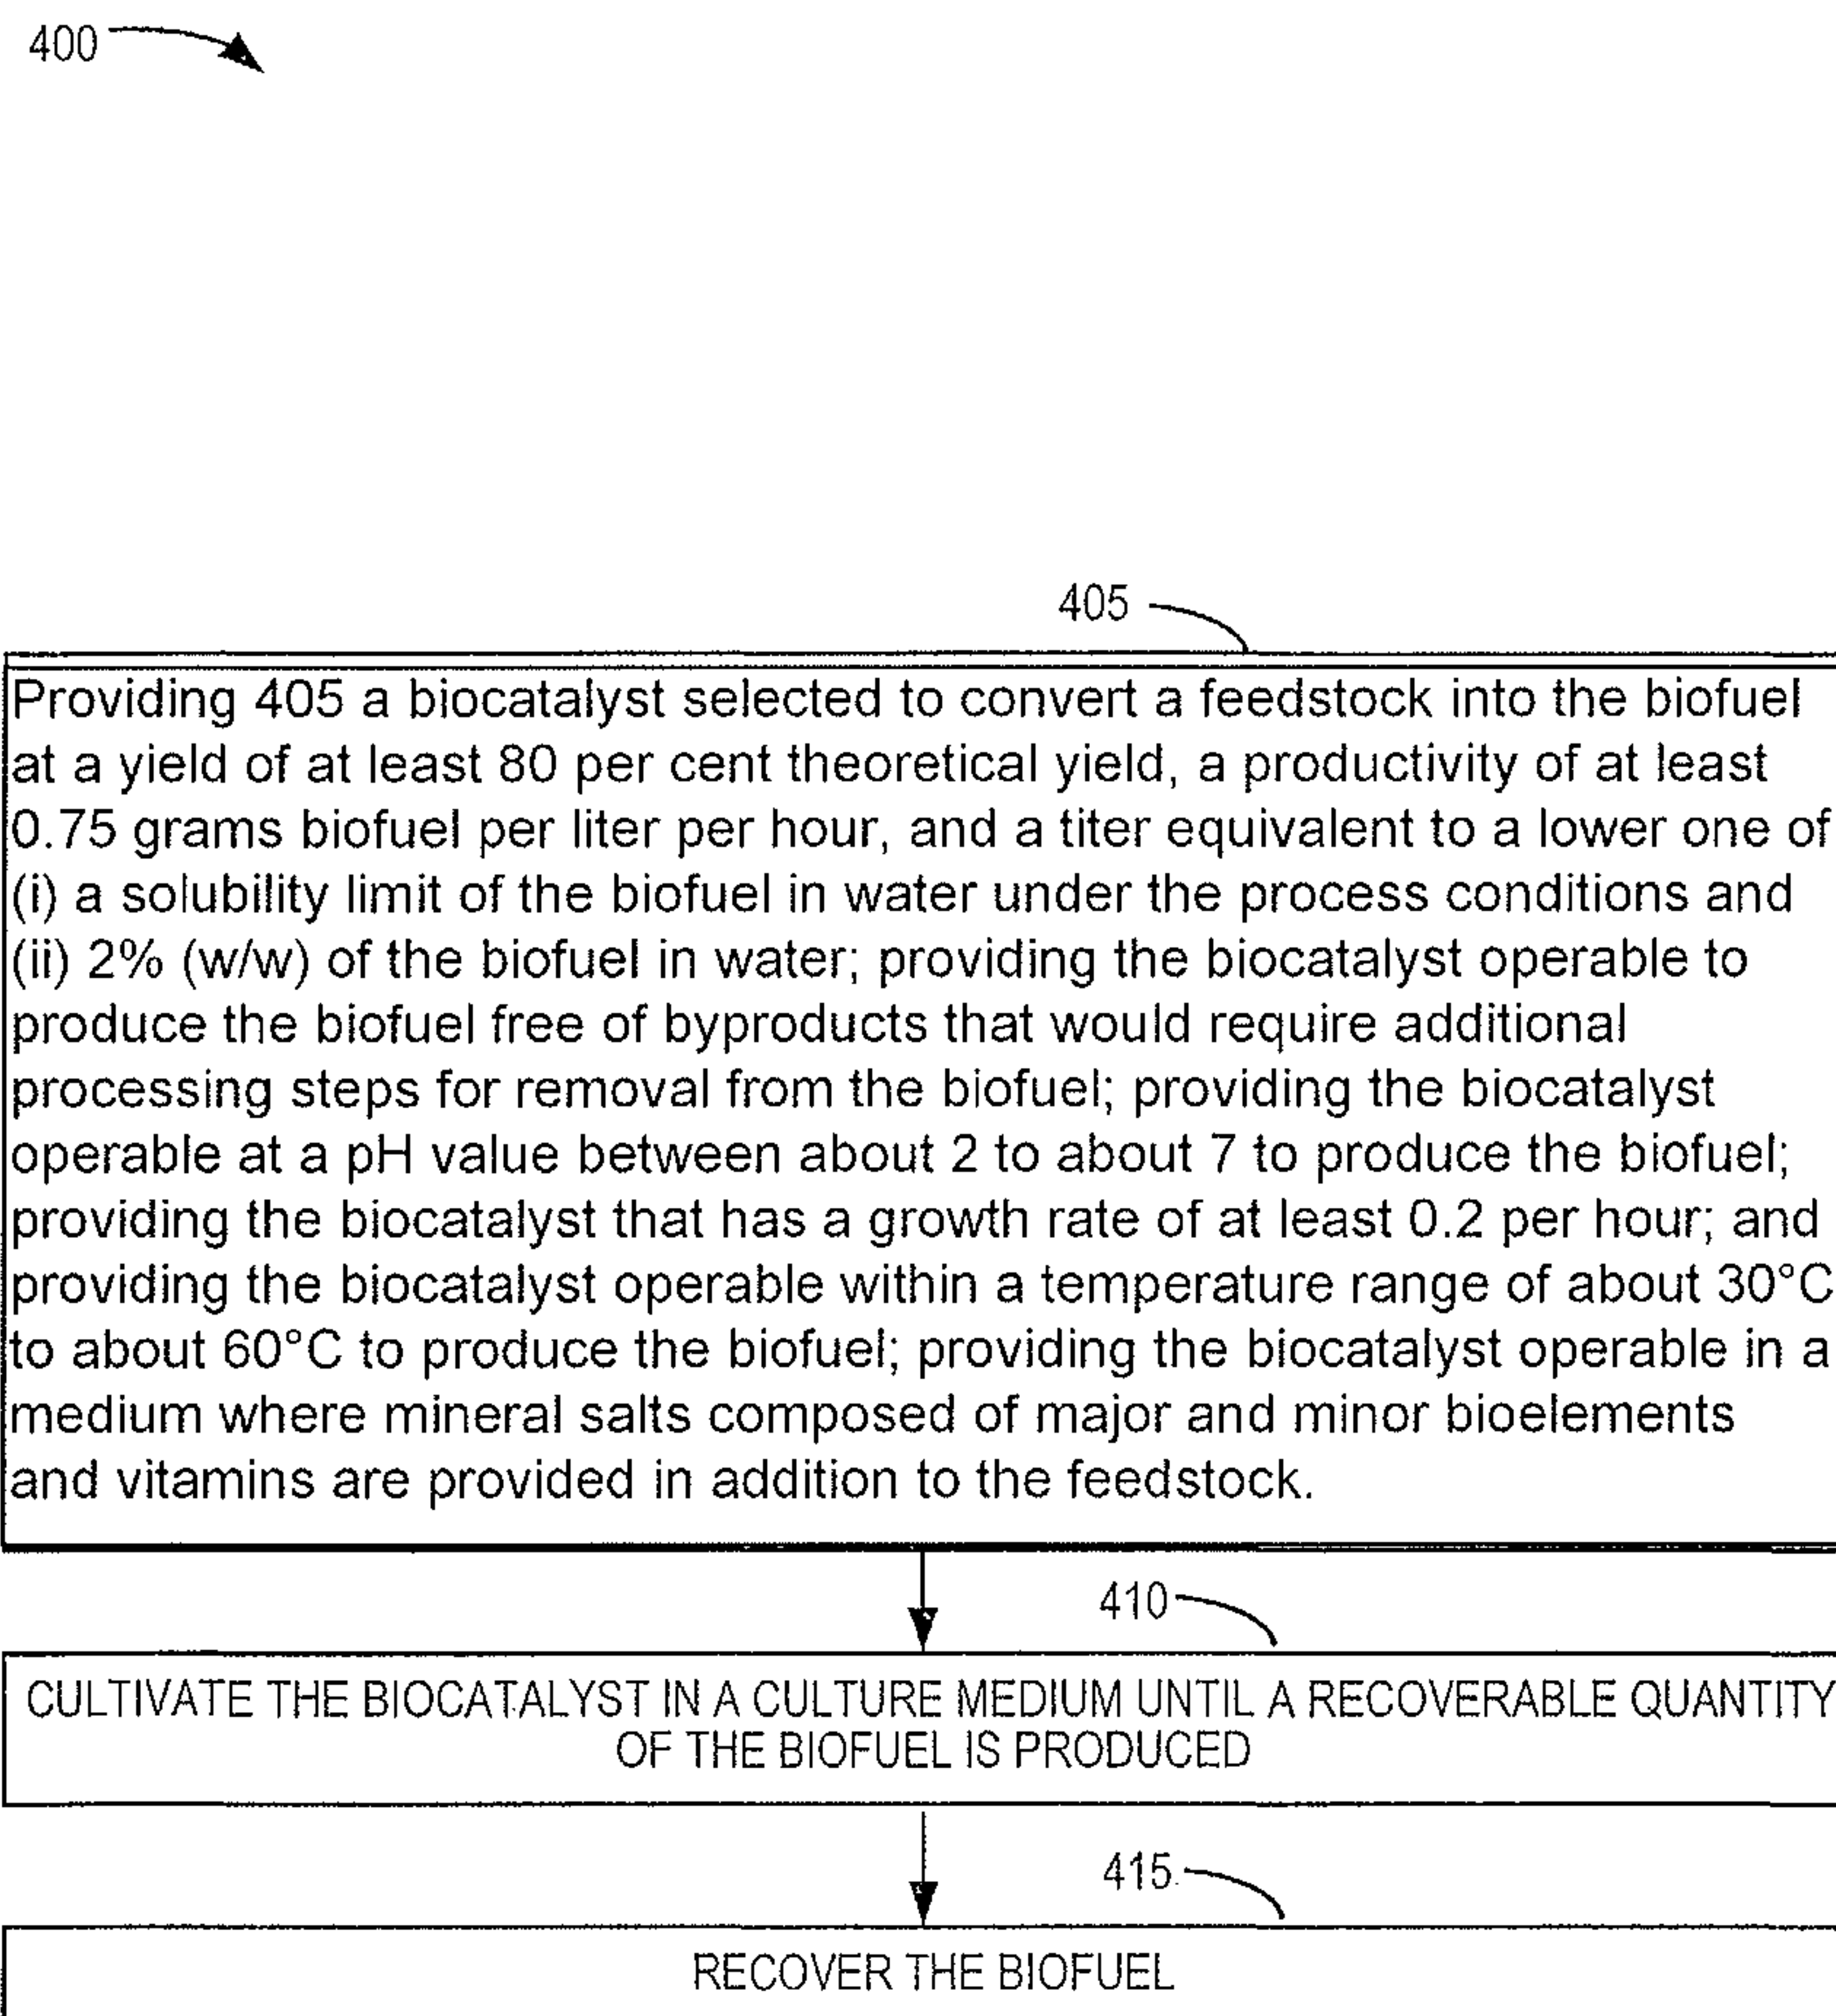 400
405
Providing 405 a biocatalyst selected to convert a feedstock into the biofuel
at a yield of at least 80 per cent theoretical yield, a productivity of at least
0.75 grams biofuel per liter per hour, and a titer equivalent to a lower one of
(i) a solubility limit of the biofuel in water under the process conditions and
(ii) 2% (w/w) of the biofuel in water; providing the biocatalyst operable to
produce the biofuel free of byproducts that would require additional
processing steps for removal from the biofuel; providing the biocatalyst
operable at a pH value between about 2 to about 7 to produce the biofuel;
providing the biocatalyst that has a growth rate of at least 0.2 per hour; and
providing the biocatalyst operable within a temperature range of about 30°C
to about 60°C to produce the biofuel; providing the biocatalyst operable in a
medium where mineral salts composed of major and minor bioelements
and vitamins are provided in addition to the feedstock.
410
CULTIVATE THE BIOCATALYST IN A CULTURE MEDIUM UNTIL A RECOVERABLE QUANTITY
OF THE BIOFUEL IS PRODUCED
415
RECOVER THE BIOFUEL